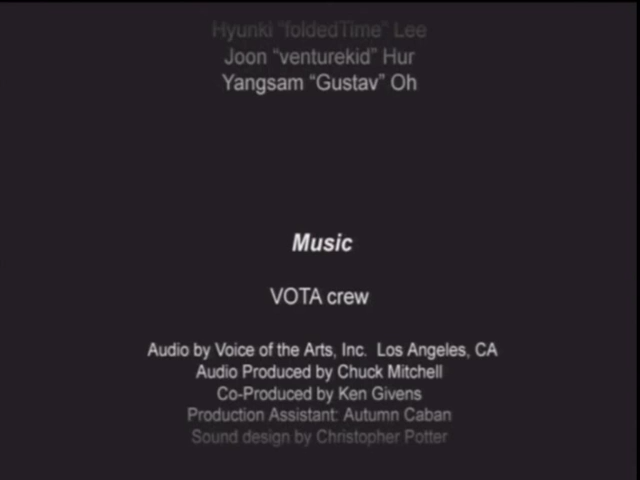 Hyunki “foldedTime” Lee
Joon “venturekid” Hur
Yangsam “Gustav” Oh
Music
VOTA crew
Audio by Voice of the Arts, Inc.  Los Angeles, CA
Audio Produced by Chuck Mitchell
Co-Produced by Ken Givens
Production Assistant: Autumn Caban
Sound design by Christopher Potter